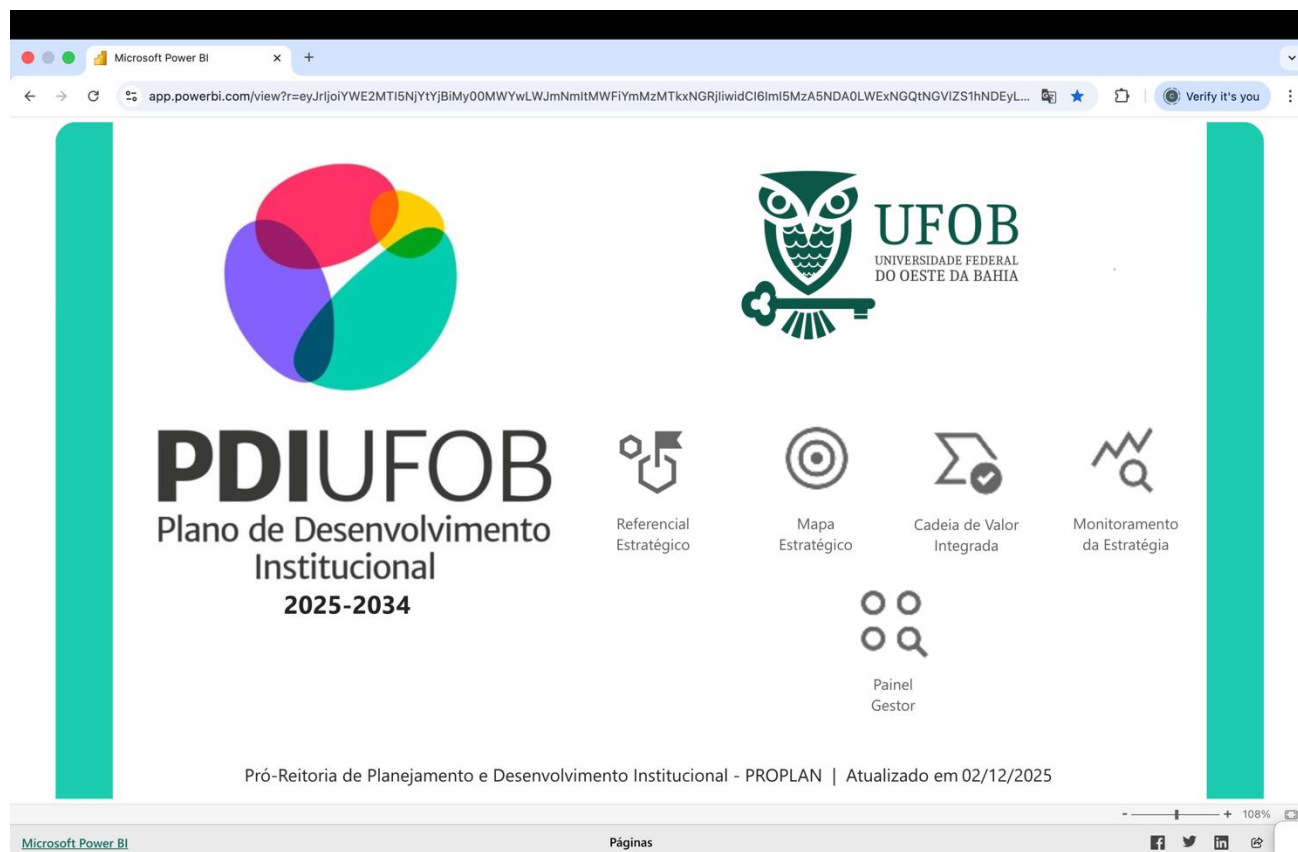 Microsoft Power BI
app.powerbi.com/view?r=eyJrIjoiYWE2MTI5NjYtYjBiMy00MWYwLWJmNmItMWFiYmMzMTkxNGRjIiwidCI6ImI5MzA5NDA0LWExNGQtNGVlZS1hNDEyL...
Verify it's you
UFOB
UNIVERSIDADE FEDERAL
DO OESTE DA BAHIA
PDIUFOB
Plano de Desenvolvimento
Institucional
2025-2034
Referencial
Estratégico
Mapa
Estratégico
Cadeia de Valor
Integrada
Monitoramento
da Estratégia
Painel
Gestor
Pró-Reitoria de Planejamento e Desenvolvimento Institucional - PROPLAN | Atualizado em 02/12/2025
- + 108%
Microsoft Power BI
Páginas